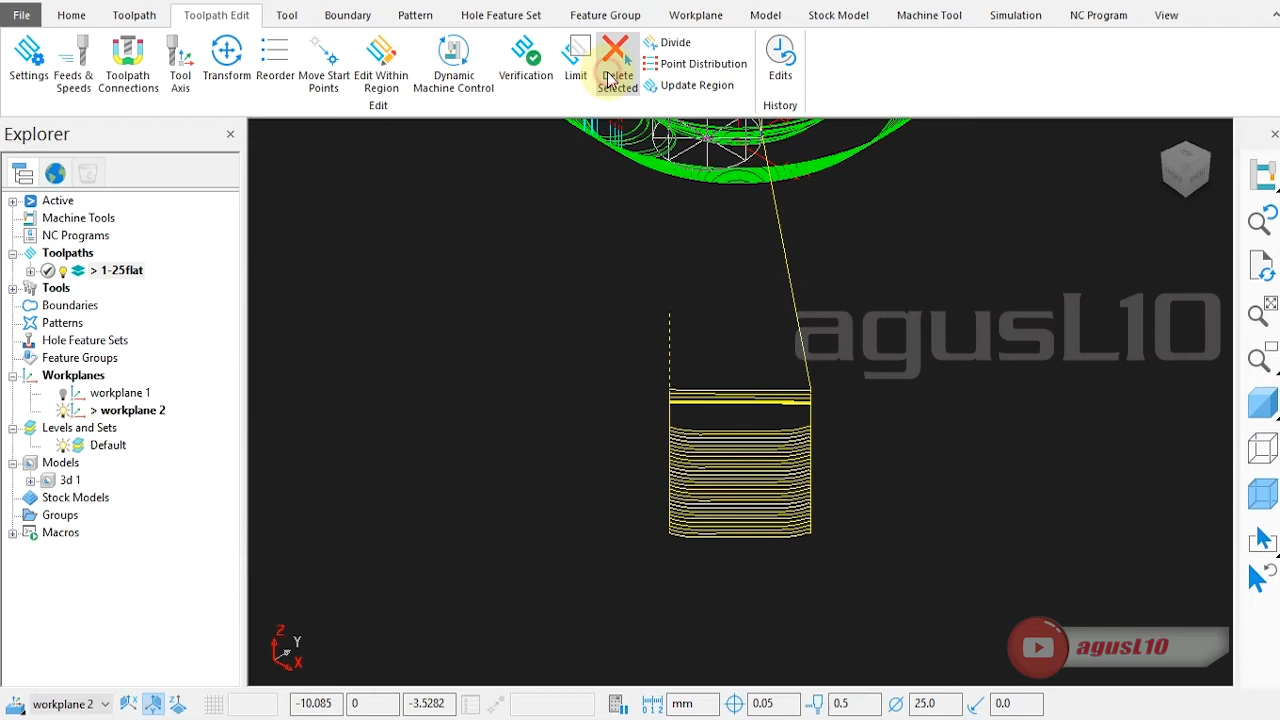 File Home Toolpath Toolpath Edit Tool Boundary Pattern Hole Feature Set Feature Group Workplane Model Stock Model Machine Tool Simulation NC Program View
Settings
Feeds & Speeds
Toolpath Connections
Tool Axis
Transform
Reorder
Move Start Points
Edit Within Region
Dynamic Machine Control
Verification
Limit
Delete Selected
Divide
Point Distribution
Update Region
Edits
Edit
History
Explorer
Active
Machine Tools
NC Programs
Toolpaths
> 1-25flat
Tools
Boundaries
Patterns
Hole Feature Sets
Feature Groups
Workplanes
workplane 1
> workplane 2
Levels and Sets
Default
Models
3d 1
Stock Models
Groups
Macros
agusL10
Z
Y
X
agusL10
workplane 2 -10.085 0 -3.5282 mm 0.05 0.5 25.0 0.0